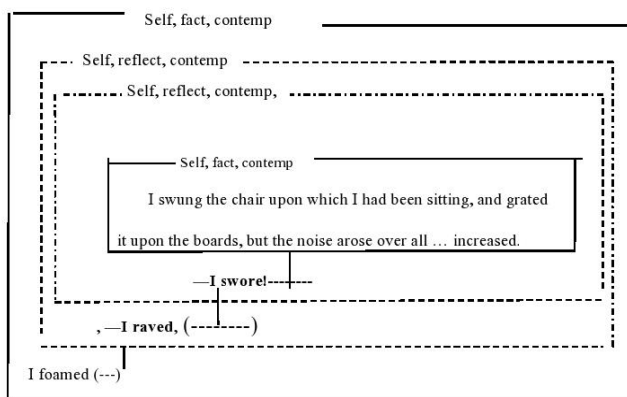 Self, fact, contemp
Self, reflect, contemp
Self, reflect, contemp,
Self, fact, contemp
I swung the chair upon which I had been sitting, and grated
it upon the boards, but the noise arose over all … increased.
—I swore!--------
, —I raved, (---------)
I foamed (---)